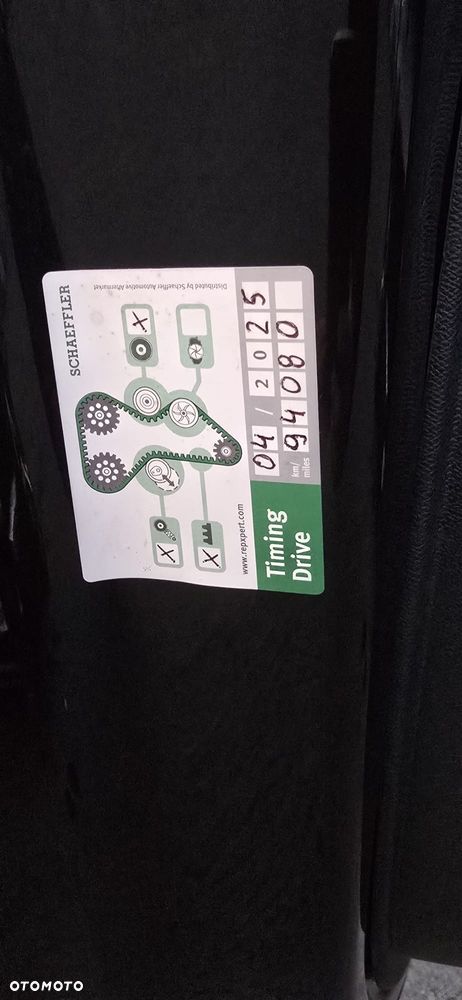 SCHAEFFLER
Distributed by Schaeffler Automotive Aftermarket
X
X
X
www.repxpert.com
Timing
Drive
04/2025
km/
miles
94080
OTOMOTO